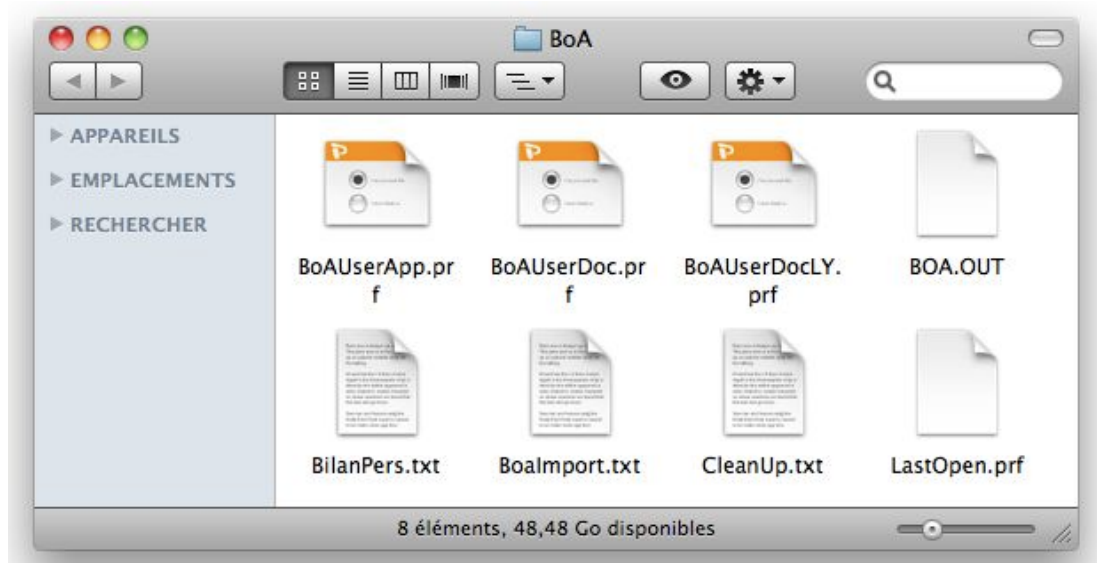 BoA
APPAREILS
EMPLACEMENTS
RECHERCHER
BoAUserApp.pr
f
BoAUserDoc.pr
f
BoAUserDocLY.
prf
BOA.OUT
BilanPers.txt
BoaImport.txt
CleanUp.txt
LastOpen.prf
8 éléments, 48,48 Go disponibles